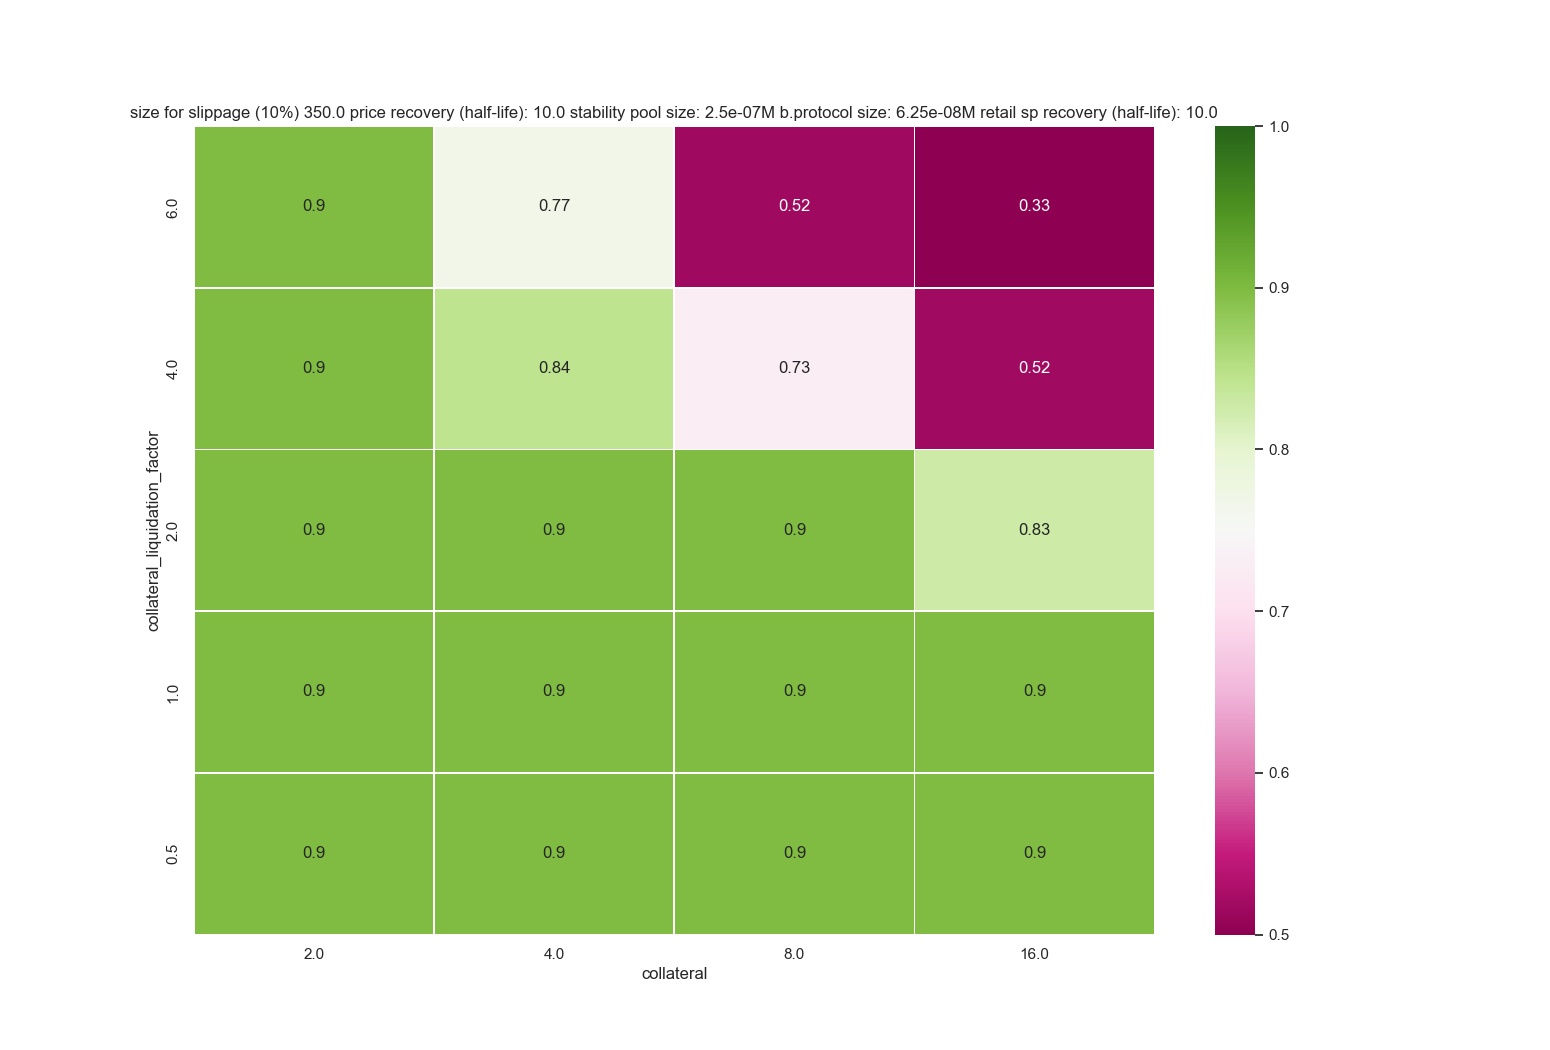 size for slippage (10%) 350.0 price recovery (half-life): 10.0 stability pool size: 2.5e-07M b.protocol size: 6.25e-08M retail sp recovery (half-life): 10.0
collateral_liquidation_factor
6.0 0.9 0.77 0.52 0.33
4.0 0.9 0.84 0.73 0.52
2.0 0.9 0.9 0.9 0.83
1.0 0.9 0.9 0.9 0.9
0.5 0.9 0.9 0.9 0.9
2.0 4.0 8.0 16.0
collateral
1.0
0.9
0.8
0.7
0.6
0.5